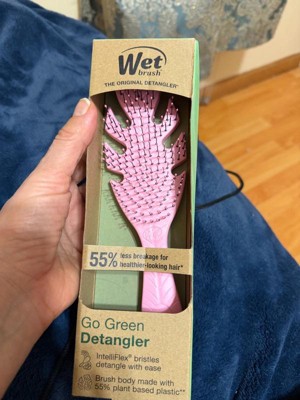 Wet
brush®
THE ORIGINAL DETANGLER®
55% less breakage for
healthier-looking hair*
Go Green
Detangler
IntelliFlex® bristles
detangle with ease
Brush body made with
55% plant based plastic**